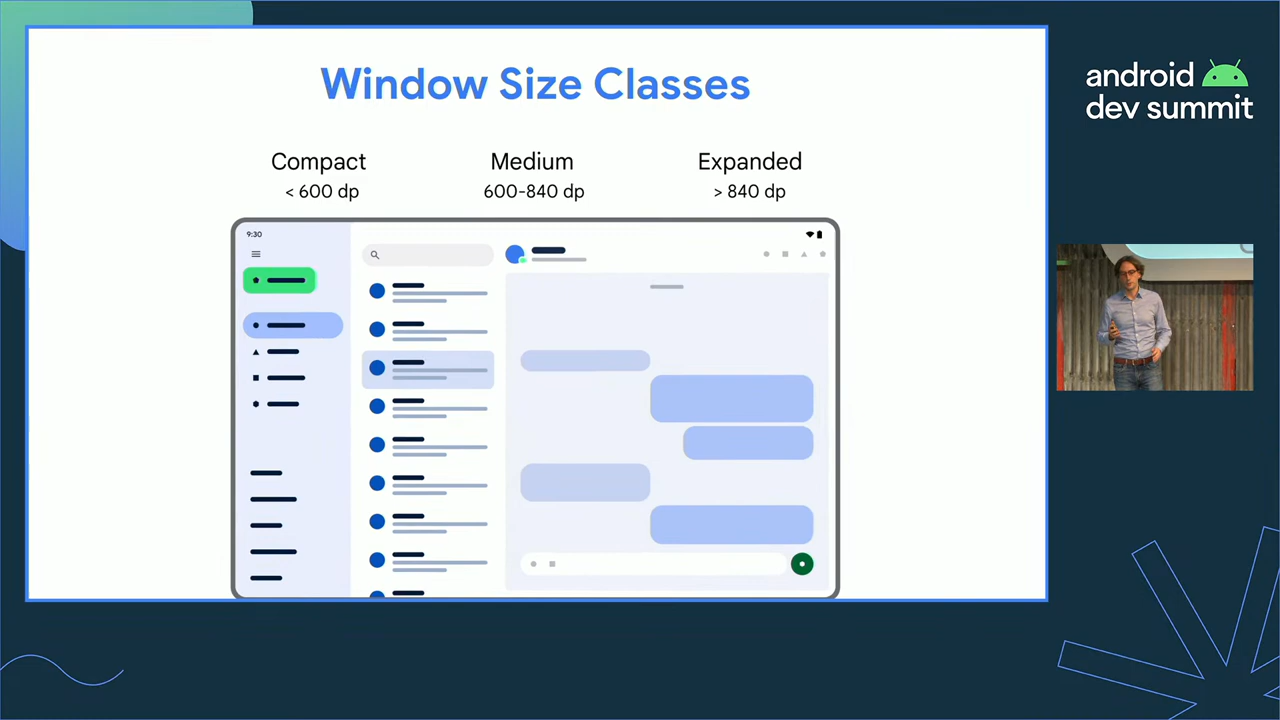 Window Size Classes
Compact
Medium
Expanded
< 600 dp
600-840 dp
> 840 dp
9:30
android
dev summit